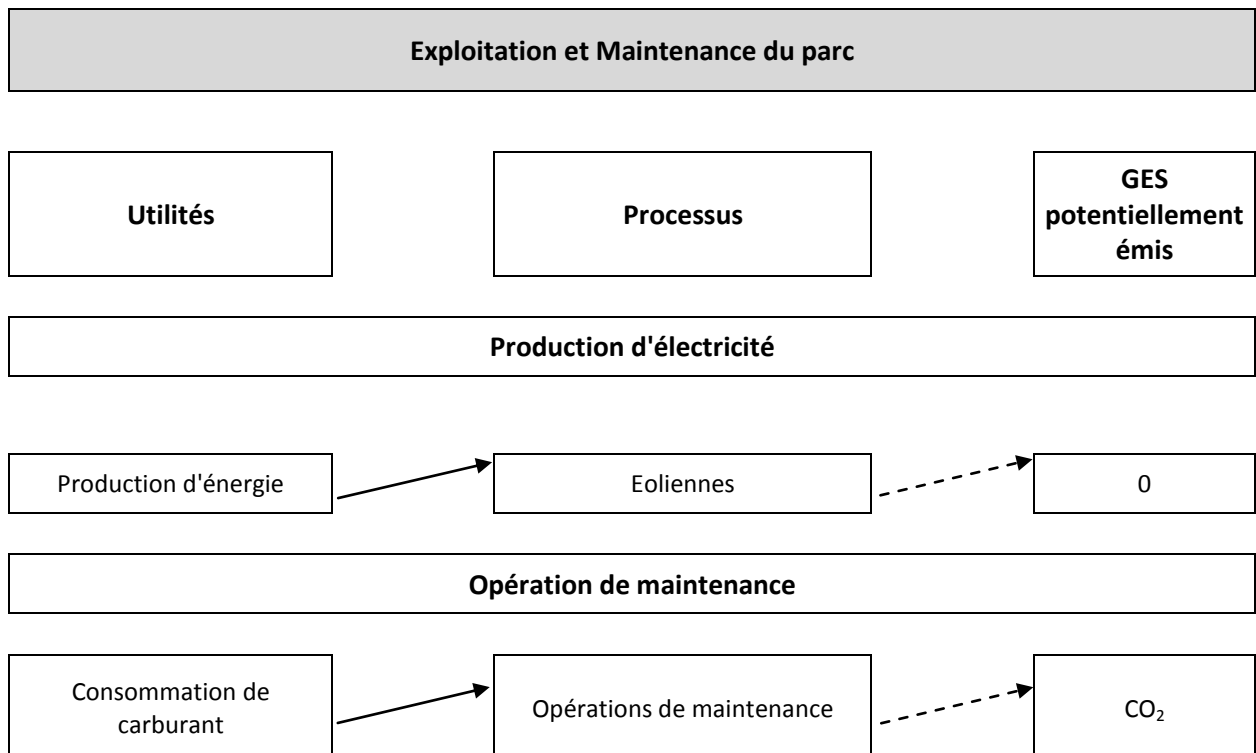 Exploitation et Maintenance du parc
Utilités
Processus
GES
potentiellement
émis
Production d'électricité
Production d'énergie
Eoliennes
0
Opération de maintenance
Consommation de
carburant
Opérations de maintenance
CO₂